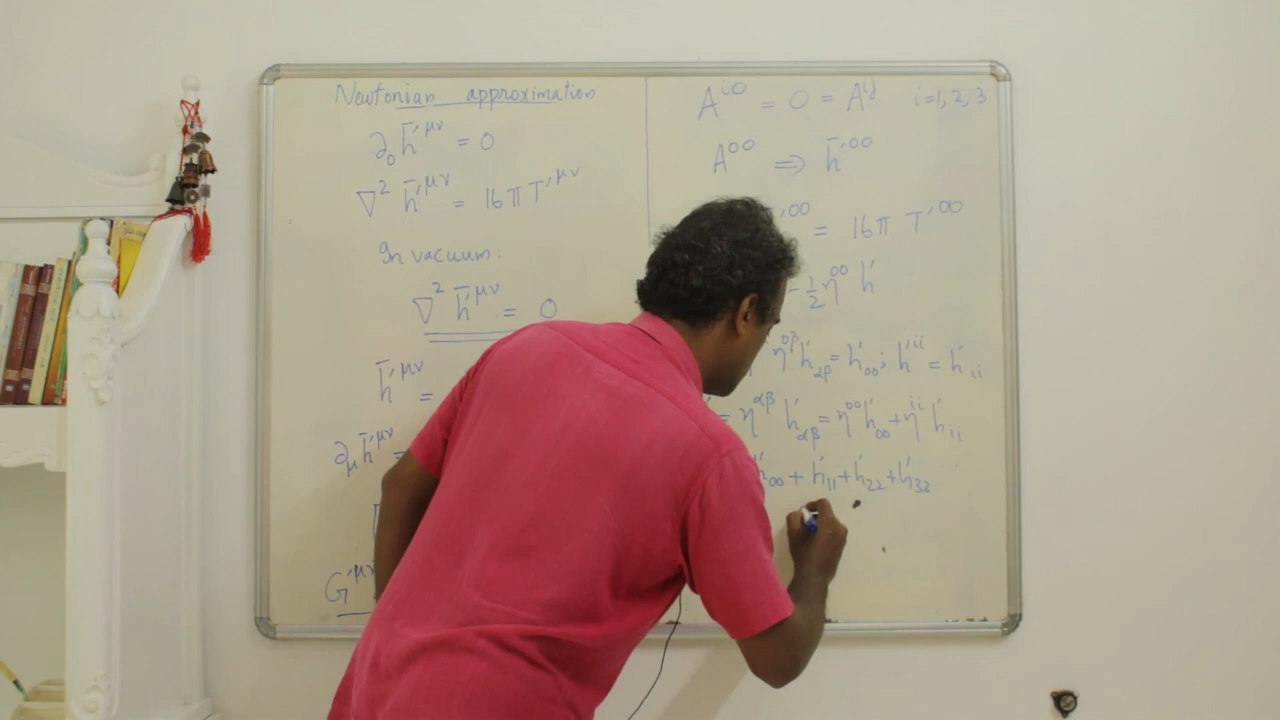 Newtonian approximation
∂₀ h̄'^μν = 0
∇² h̄'^μν = 16π T'^μν
In vacuum:
∇² h̄'^μν = 0
h̄'^μν =
∂_μ h̄'^μν =
G'^μν
A^i0 = 0 = A^ij i=1, 2, 3
A^00 ⇒ h̄'^00
'^00 = 16π T'^00
- ½ η^00 h'
η^0β h'_αβ = h'_00; h'^ii = h'_ii
= η^αβ h'_αβ = η^00 h'_00 + η^ii h'_ii
h'_00 + h'_11 + h'_22 + h'_33